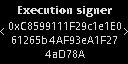 Execution signer
0xC8599111F29c1e1E0
61265b4AF93eA1F27
4aD78A